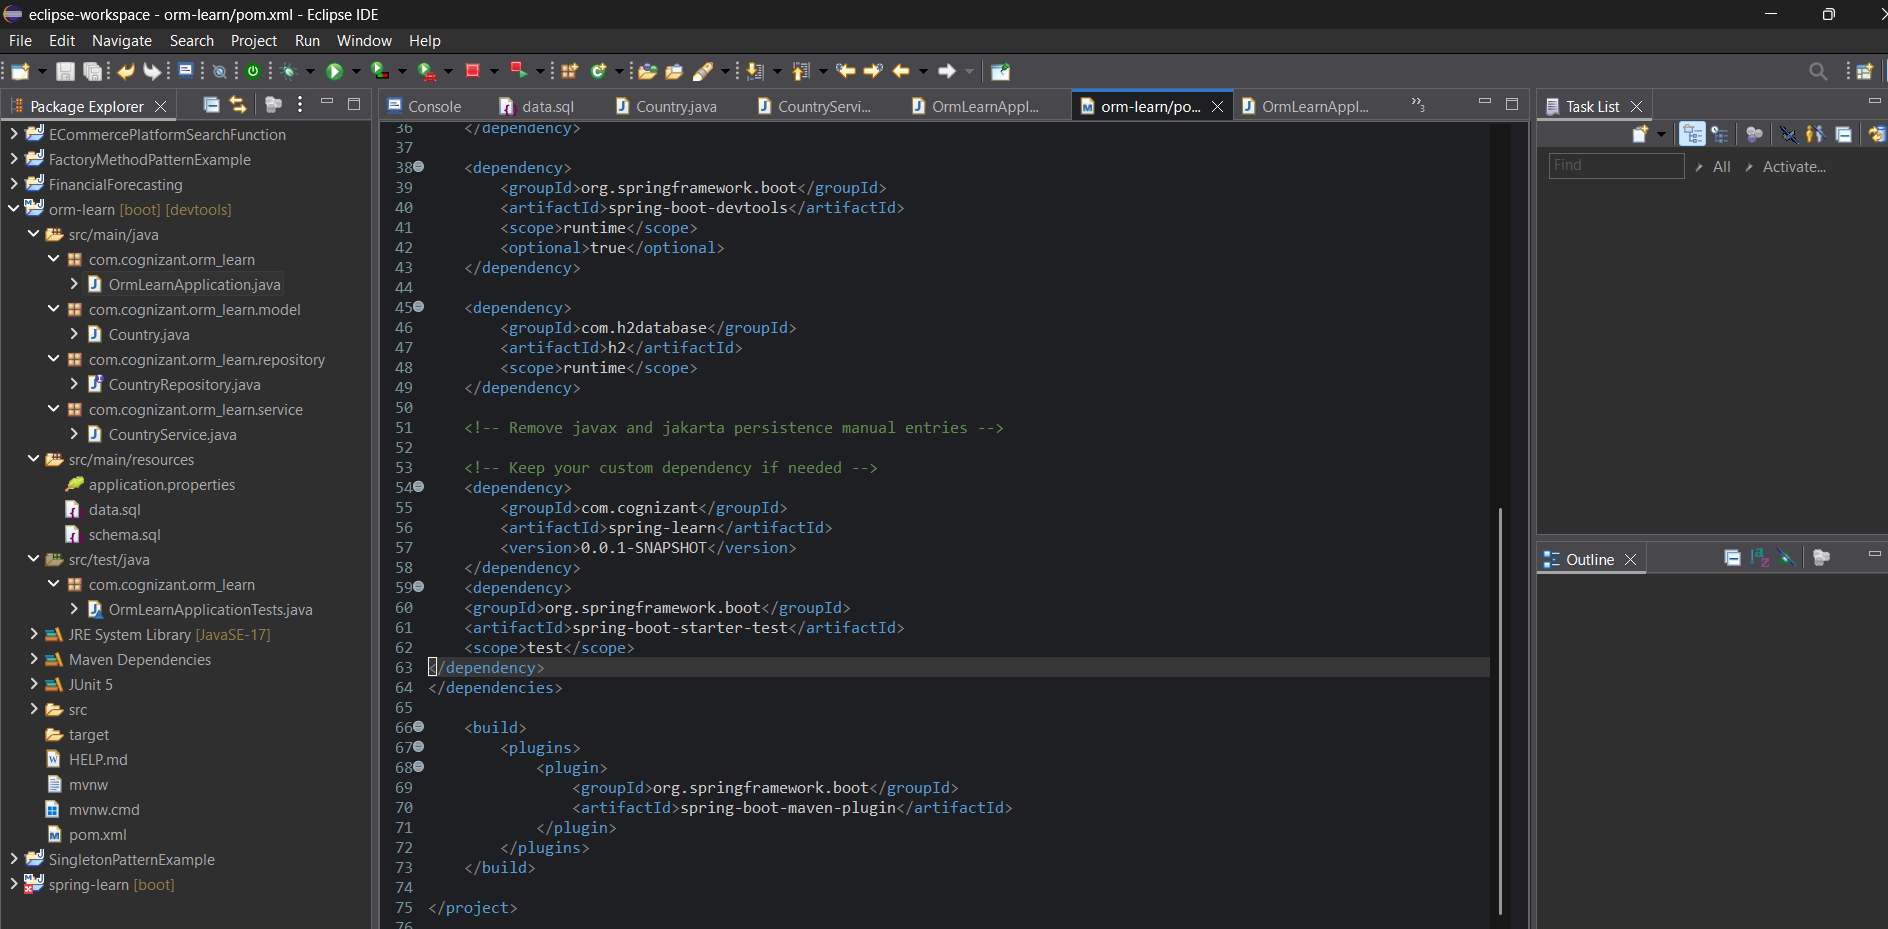 eclipse-workspace - orm-learn/pom.xml - Eclipse IDE
File Edit Navigate Search Project Run Window Help
Package Explorer
ECommercePlatformSearchFunction
FactoryMethodPatternExample
FinancialForecasting
orm-learn [boot] [devtools]
src/main/java
com.cognizant.orm_learn
OrmLearnApplication.java
com.cognizant.orm_learn.model
Country.java
com.cognizant.orm_learn.repository
CountryRepository.java
com.cognizant.orm_learn.service
CountryService.java
src/main/resources
application.properties
data.sql
schema.sql
src/test/java
com.cognizant.orm_learn
OrmLearnApplicationTests.java
JRE System Library [JavaSE-17]
Maven Dependencies
JUnit 5
src
target
HELP.md
mvnw
mvnw.cmd
pom.xml
SingletonPatternExample
spring-learn [boot]
Console data.sql Country.java CountryServi... OrmLearnAppl... orm-learn/po... OrmLearnAppl... »3
36 </dependency>
37
38 <dependency>
39 <groupId>org.springframework.boot</groupId>
40 <artifactId>spring-boot-devtools</artifactId>
41 <scope>runtime</scope>
42 <optional>true</optional>
43 </dependency>
44
45 <dependency>
46 <groupId>com.h2database</groupId>
47 <artifactId>h2</artifactId>
48 <scope>runtime</scope>
49 </dependency>
50
51 <!-- Remove javax and jakarta persistence manual entries -->
52
53 <!-- Keep your custom dependency if needed -->
54 <dependency>
55 <groupId>com.cognizant</groupId>
56 <artifactId>spring-learn</artifactId>
57 <version>0.0.1-SNAPSHOT</version>
58 </dependency>
59 <dependency>
60 <groupId>org.springframework.boot</groupId>
61 <artifactId>spring-boot-starter-test</artifactId>
62 <scope>test</scope>
63 </dependency>
64 </dependencies>
65
66 <build>
67 <plugins>
68 <plugin>
69 <groupId>org.springframework.boot</groupId>
70 <artifactId>spring-boot-maven-plugin</artifactId>
71 </plugin>
72 </plugins>
73 </build>
74
75 </project>
76
Task List
Find All Activate...
Outline